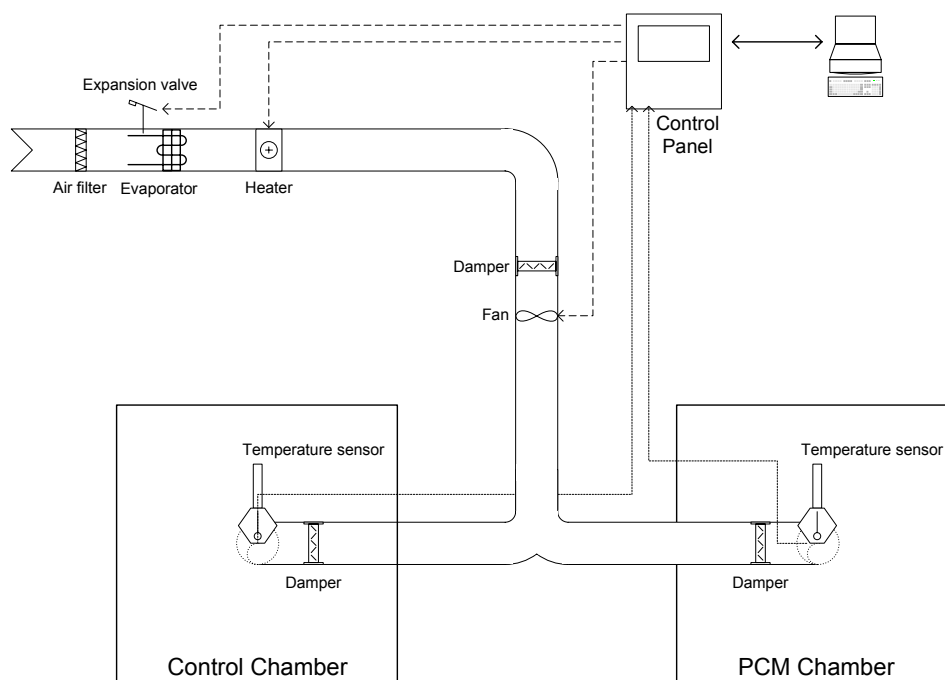 Expansion valve
Control
Panel
Air filter
Evaporator
Heater
Damper
Fan
Temperature sensor
Temperature sensor
Damper
Damper
Control Chamber
PCM Chamber